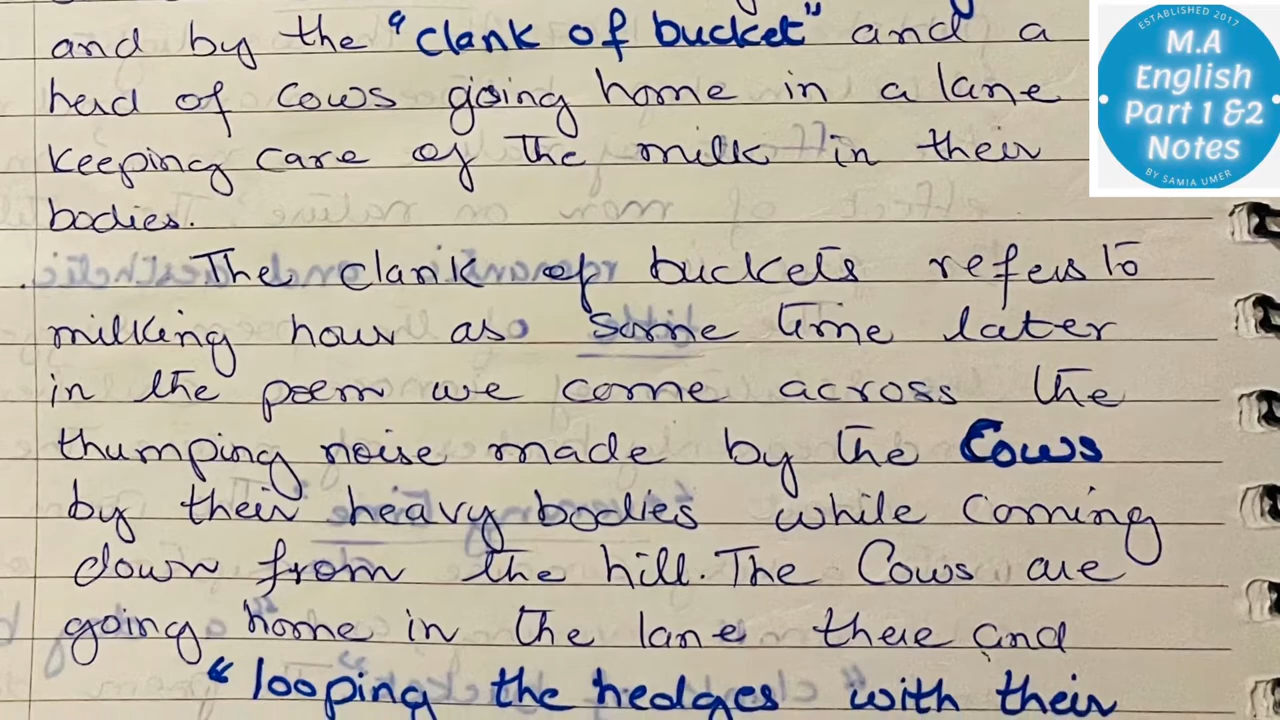 and by the "clank of bucket" and a
herd of cows going home in a lane
keeping care of the milk in their
bodies.
The clank of buckets refers to
milking hour as some time later
in the poem we come across the
thumping noise made by the Cows
by their heavy bodies while coming
down from the hill. The Cows are
going home in the lane there and
"looping the hedges with their
ESTABLISHED 2017
M.A
English
Part 1 &2
Notes
BY SAMIA UMER